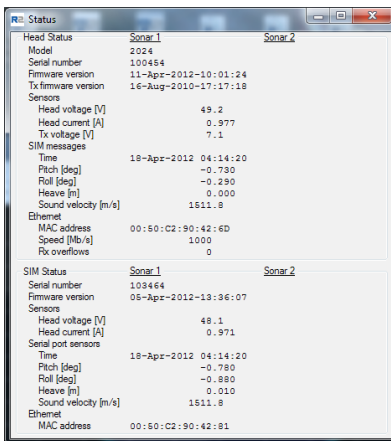 R2 Status
Head Status Sonar 1 Sonar 2
Model 2024
Serial number 100454
Firmware version 11-Apr-2012-10:01:24
Tx firmware version 16-Aug-2010-17:17:18
Sensors
Head voltage [V] 49.2
Head current [A] 0.977
Tx voltage [V] 7.1
SIM messages
Time 18-Apr-2012 04:14:20
Pitch [deg] -0.730
Roll [deg] -0.290
Heave [m] 0.000
Sound velocity [m/s] 1511.8
Ethernet
MAC address 00:50:C2:90:42:6D
Speed [Mb/s] 1000
Rx overflows 0
SIM Status Sonar 1 Sonar 2
Serial number 103464
Firmware version 05-Apr-2012-13:36:07
Sensors
Head voltage [V] 48.1
Head current [A] 0.971
Serial port sensors
Time 18-Apr-2012 04:14:20
Pitch [deg] -0.780
Roll [deg] -0.880
Heave [m] 0.010
Sound velocity [m/s] 1511.8
Ethernet
MAC address 00:50:C2:90:42:81